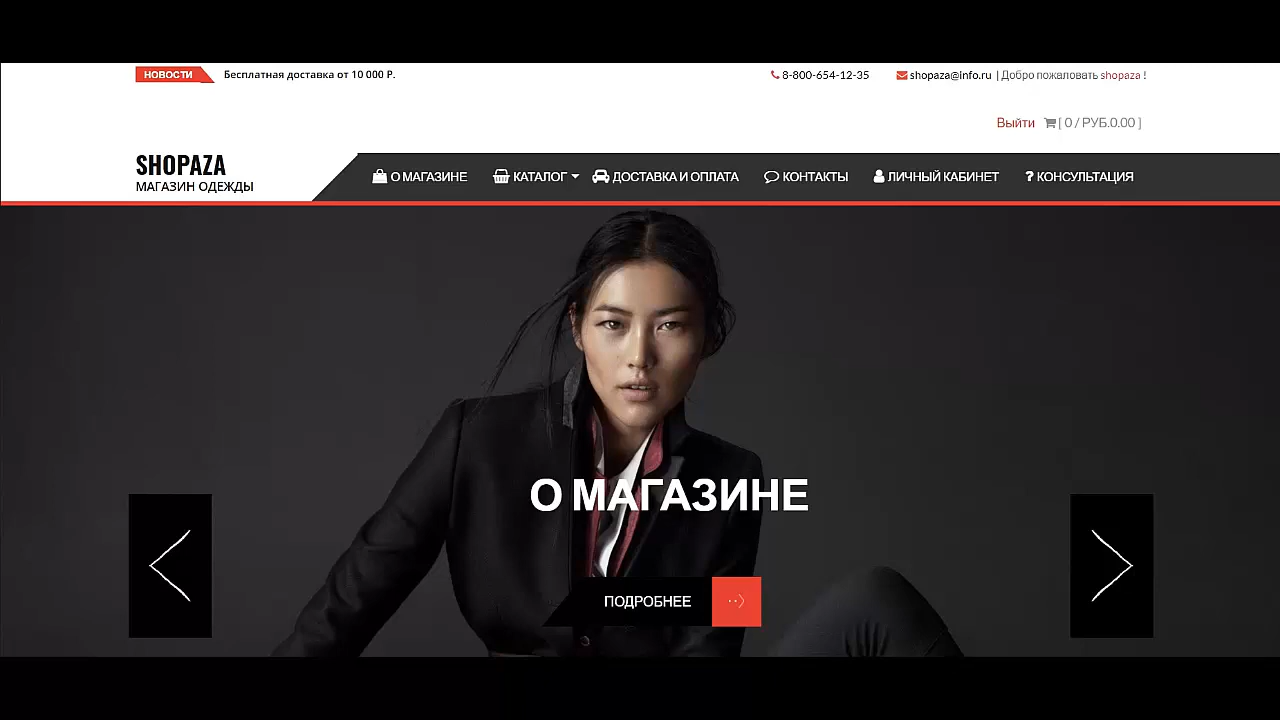 НОВОСТИ Бесплатная доставка от 10 000 Р. 8-800-654-12-35 shopaza@info.ru | Добро пожаловать shopaza !
Выйти [ 0 / РУБ.0.00 ]
SHOPAZA
МАГАЗИН ОДЕЖДЫ
О МАГАЗИНЕ КАТАЛОГ ДОСТАВКА И ОПЛАТА КОНТАКТЫ ЛИЧНЫЙ КАБИНЕТ ? КОНСУЛЬТАЦИЯ
О МАГАЗИНЕ
ПОДРОБНЕЕ